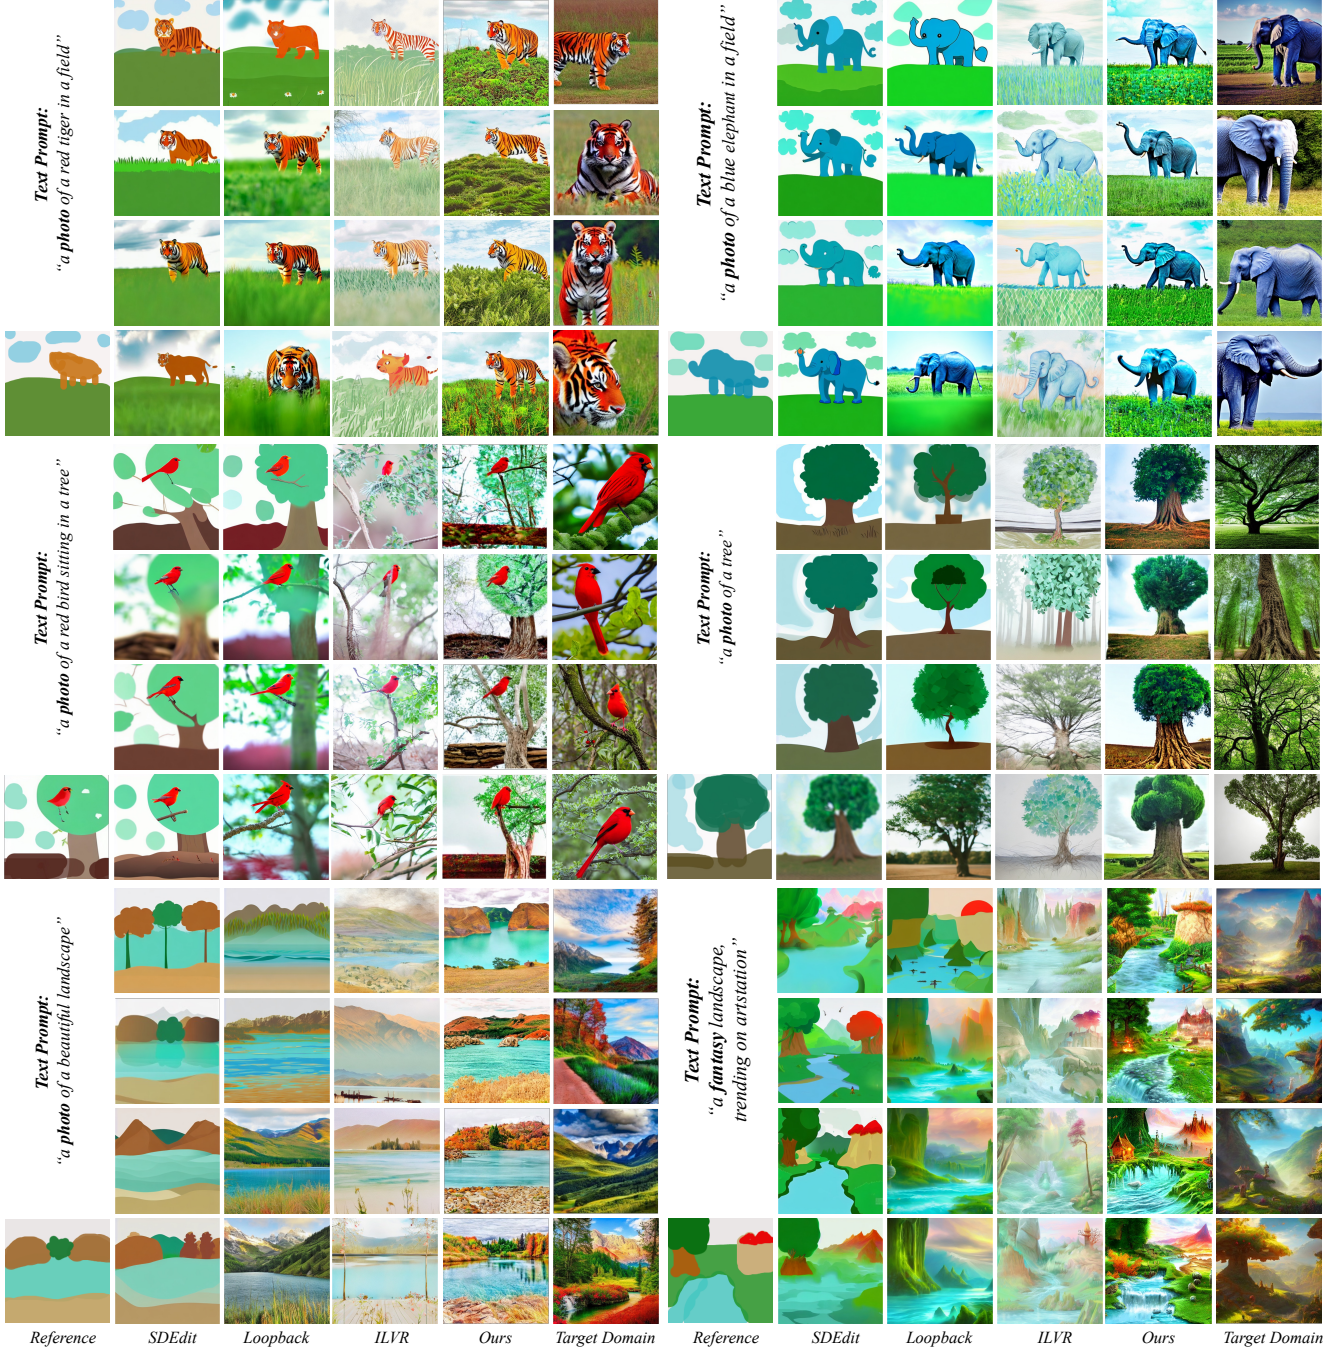 Text Prompt:
“a photo of a red tiger in a field”
Text Prompt:
“a photo of a blue elephant in a field”
Text Prompt:
“a photo of a red bird sitting in a tree”
Text Prompt:
“a photo of a tree”
Text Prompt:
“a photo of a beautiful landscape”
Text Prompt:
“a fantasy landscape,
trending on artstation”
Reference SDEdit Loopback ILVR Ours Target Domain Reference SDEdit Loopback ILVR Ours Target Domain